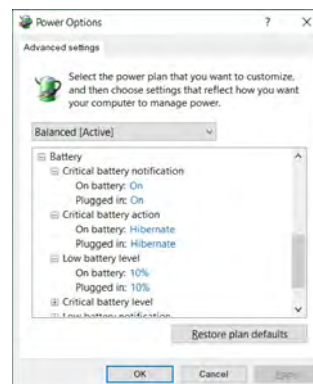 Power Options
? X
Advanced settings
Select the power plan that you want to customize,
and then choose settings that reflect how you want
your computer to manage power.
Balanced [Active]
Battery
Critical battery notification
On battery: On
Plugged in: On
Critical battery action
On battery: Hibernate
Plugged in: Hibernate
Low battery level
On battery: 10%
Plugged in: 10%
Critical battery level
Low battery notification
Restore plan defaults
OK Cancel Apply